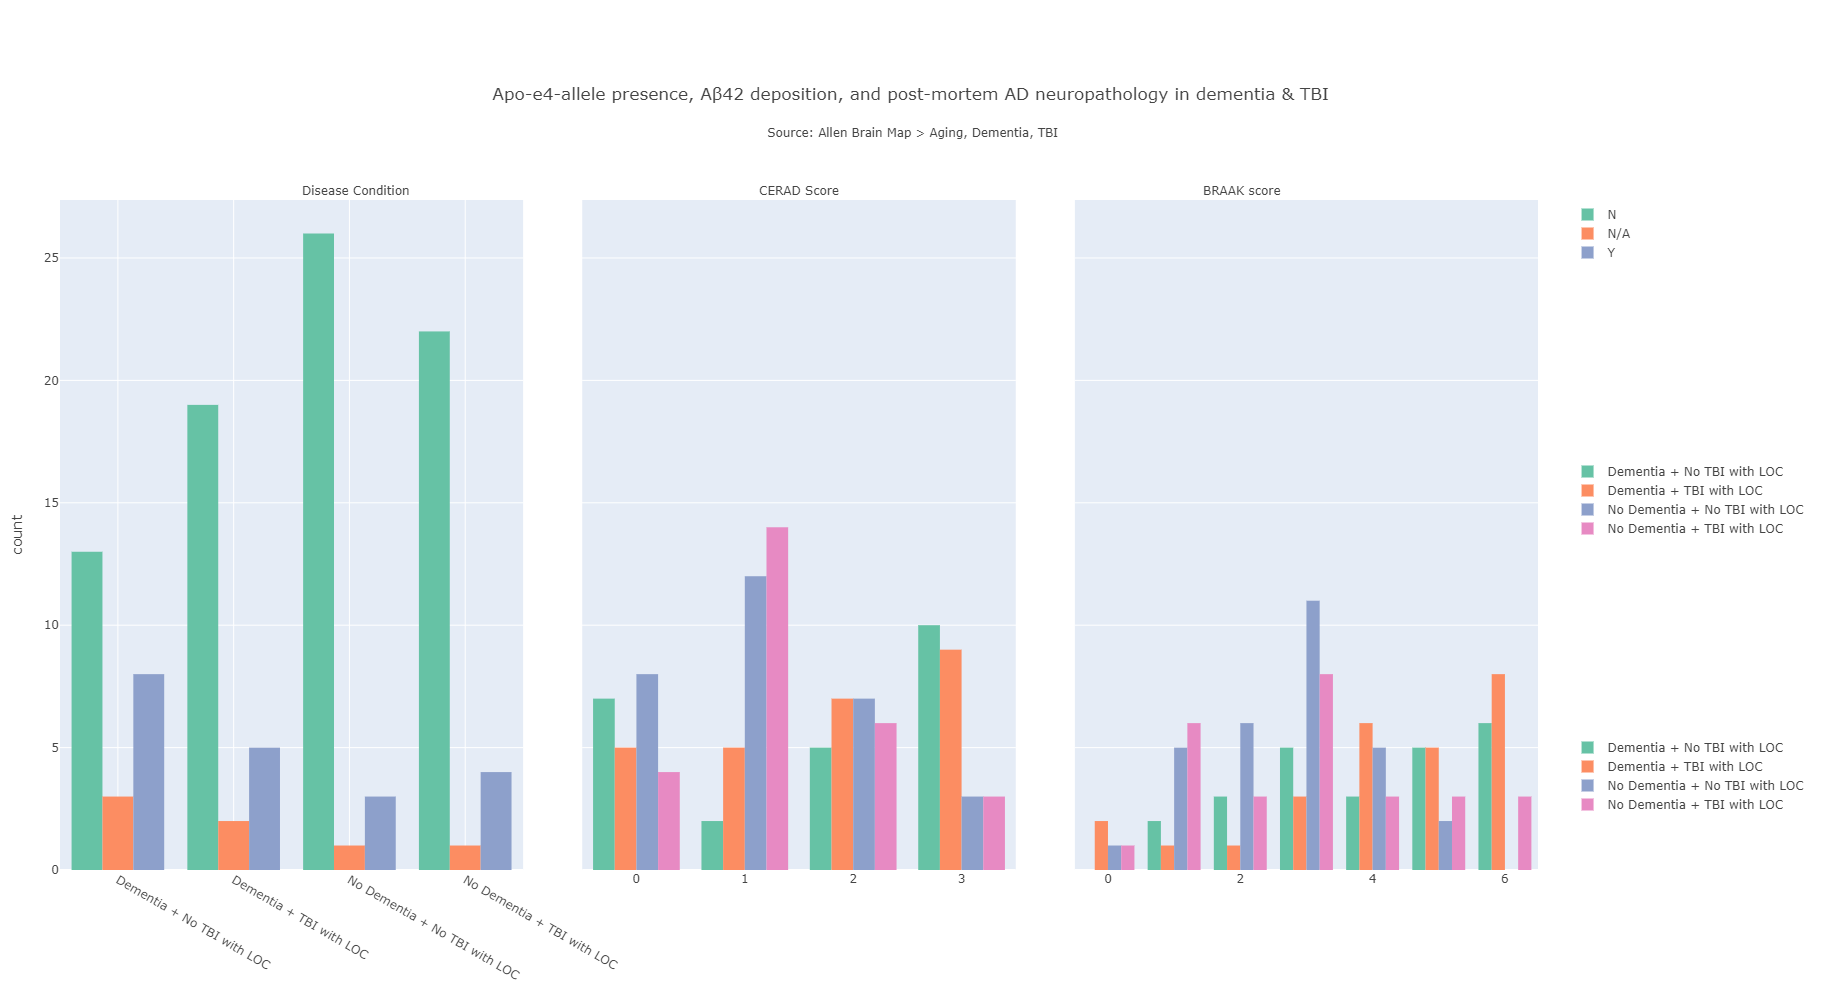 Apo-e4-allele presence, Aβ42 deposition, and post-mortem AD neuropathology in dementia & TBI
Source: Allen Brain Map > Aging, Dementia, TBI
Disease Condition
CERAD Score
BRAAK score
count
25
20
15
10
5
0
Dementia + No TBI with LOC
Dementia + TBI with LOC
No Dementia + No TBI with LOC
No Dementia + TBI with LOC
0 1 2 3
0 2 4 6
N
N/A
Y
Dementia + No TBI with LOC
Dementia + TBI with LOC
No Dementia + No TBI with LOC
No Dementia + TBI with LOC
Dementia + No TBI with LOC
Dementia + TBI with LOC
No Dementia + No TBI with LOC
No Dementia + TBI with LOC